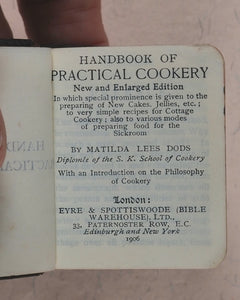 HANDBOOK OF
PRACTICAL COOKERY
New and Enlarged Edition
In which special prominence is given to the
preparing of New Cakes, Jellies, etc.;
to very simple recipes for Cottage
Cookery; also to various modes
of preparing food for the
Sickroom
BY MATILDA LEES DODS
Diplomée of the S. K. School of Cookery
With an Introduction on the Philosophy
of Cookery
London:
EYRE & SPOTTISWOODE (BIBLE
WAREHOUSE), LTD.,
33, PATERNOSTER ROW, E.C.
Edinburgh and New York
1906